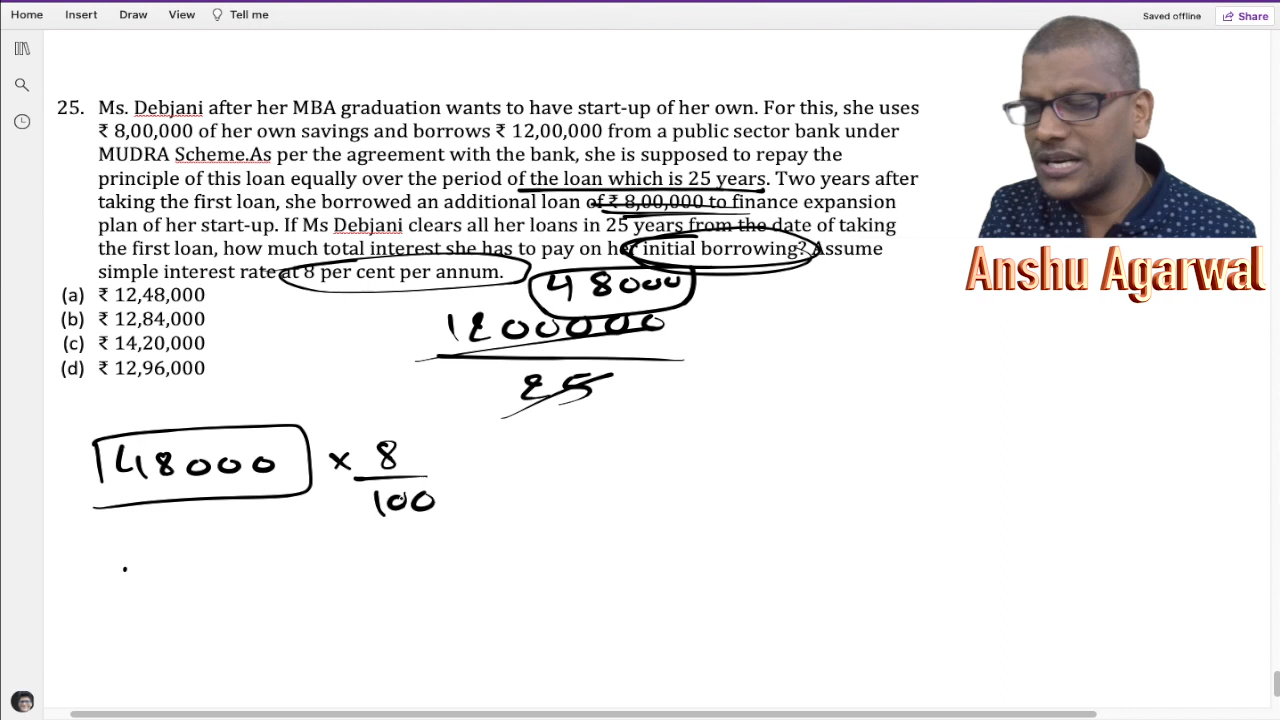 Home Insert Draw View Tell me
Saved offline Share
25. Ms. Debjani after her MBA graduation wants to have start-up of her own. For this, she uses
₹ 8,00,000 of her own savings and borrows ₹ 12,00,000 from a public sector bank under
MUDRA Scheme.As per the agreement with the bank, she is supposed to repay the
principle of this loan equally over the period of the loan which is 25 years. Two years after
taking the first loan, she borrowed an additional loan of ₹ 8,00,000 to finance expansion
plan of her start-up. If Ms Debjani clears all her loans in 25 years from the date of taking
the first loan, how much total interest she has to pay on her initial borrowing? Assume
simple interest rate at 8 per cent per annum.
(a) ₹ 12,48,000
(b) ₹ 12,84,000
(c) ₹ 14,20,000
(d) ₹ 12,96,000
48000
1200000
25
48000 × 8
100
Anshu Agarwal